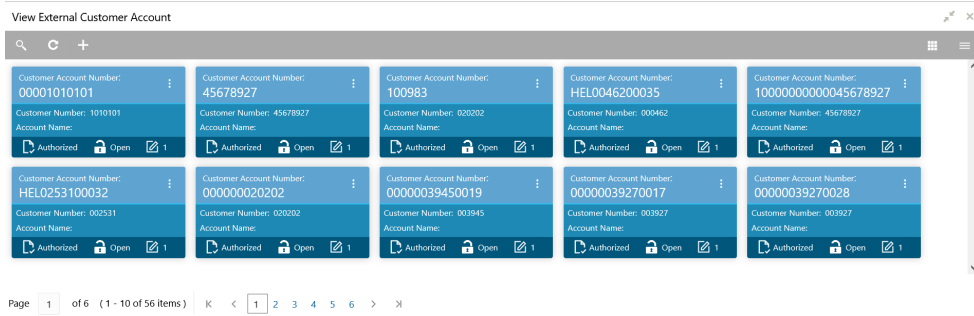 View External Customer Account
Customer Account Number:
00001010101
Customer Number: 1010101
Account Name:
Authorized Open 1
Customer Account Number:
45678927
Customer Number: 45678927
Account Name:
Authorized Open 1
Customer Account Number:
100983
Customer Number: 020202
Account Name:
Authorized Open 1
Customer Account Number:
HEL0046200035
Customer Number: 000462
Account Name:
Authorized Open 1
Customer Account Number:
10000000000045678927
Customer Number: 45678927
Account Name:
Authorized Open 1
Customer Account Number:
HEL0253100032
Customer Number: 002531
Account Name:
Authorized Open 1
Customer Account Number:
000000020202
Customer Number: 020202
Account Name:
Authorized Open 1
Customer Account Number:
00000039450019
Customer Number: 003945
Account Name:
Authorized Open 1
Customer Account Number:
00000039270017
Customer Number: 003927
Account Name:
Authorized Open 1
Customer Account Number:
00000039270028
Customer Number: 003927
Account Name:
Authorized Open 1
Page 1 of 6 ( 1 - 10 of 56 items ) 1 2 3 4 5 6